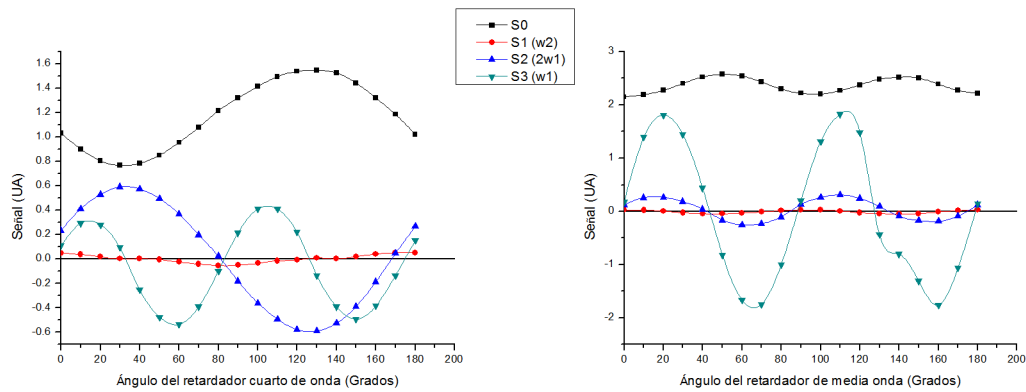 S0
S1 (w2)
S2 (2w1)
S3 (w1)
Señal (UA)
1.6
1.4
1.2
1.0
0.8
0.6
0.4
0.2
0.0
-0.2
-0.4
-0.6
0 20 40 60 80 100 120 140 160 180 200
Ángulo del retardador cuarto de onda (Grados)
Señal (UA)
3
2
1
0
-1
-2
0 20 40 60 80 100 120 140 160 180 200
Ángulo del retardador de media onda (Grados)